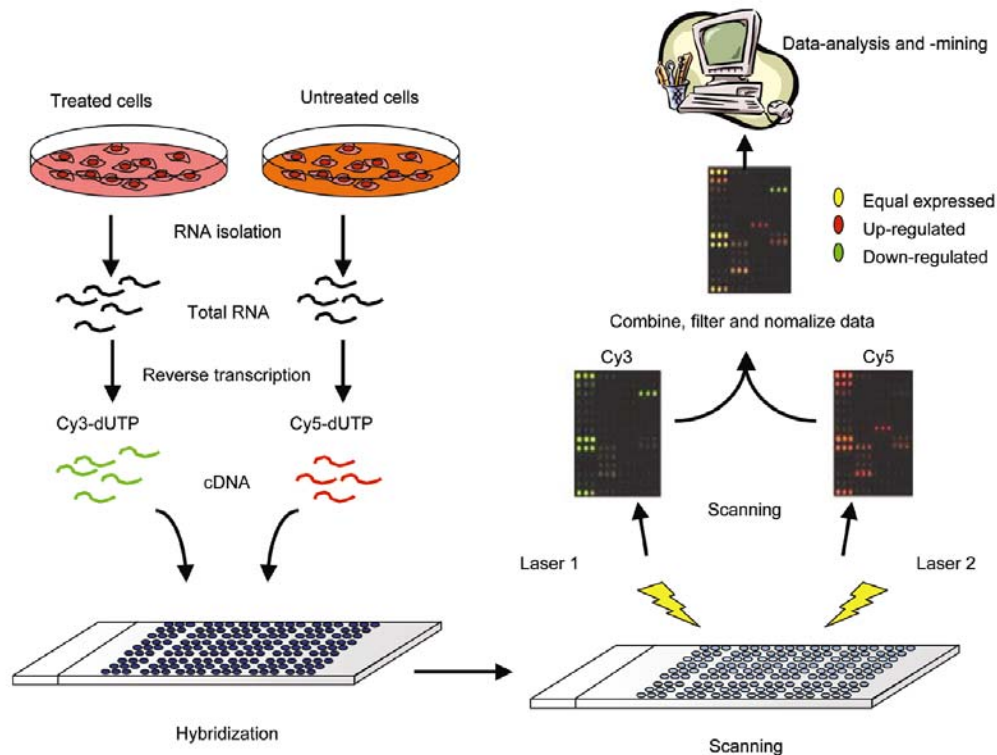 Treated cells
Untreated cells
RNA isolation
Total RNA
Reverse transcription
Cy3-dUTP
Cy5-dUTP
cDNA
Hybridization
Data-analysis and -mining
Equal expressed
Up-regulated
Down-regulated
Combine, filter and nomalize data
Cy3
Cy5
Scanning
Laser 1
Laser 2
Scanning